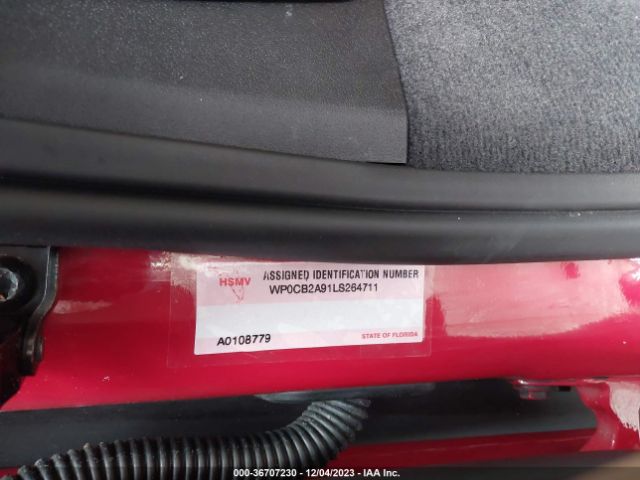 HSMV
ASSIGNED IDENTIFICATION NUMBER
WP0CB2A91LS264711
A0108779
STATE OF FLORIDA
000-36707230 - 12/04/2023 - IAA Inc.